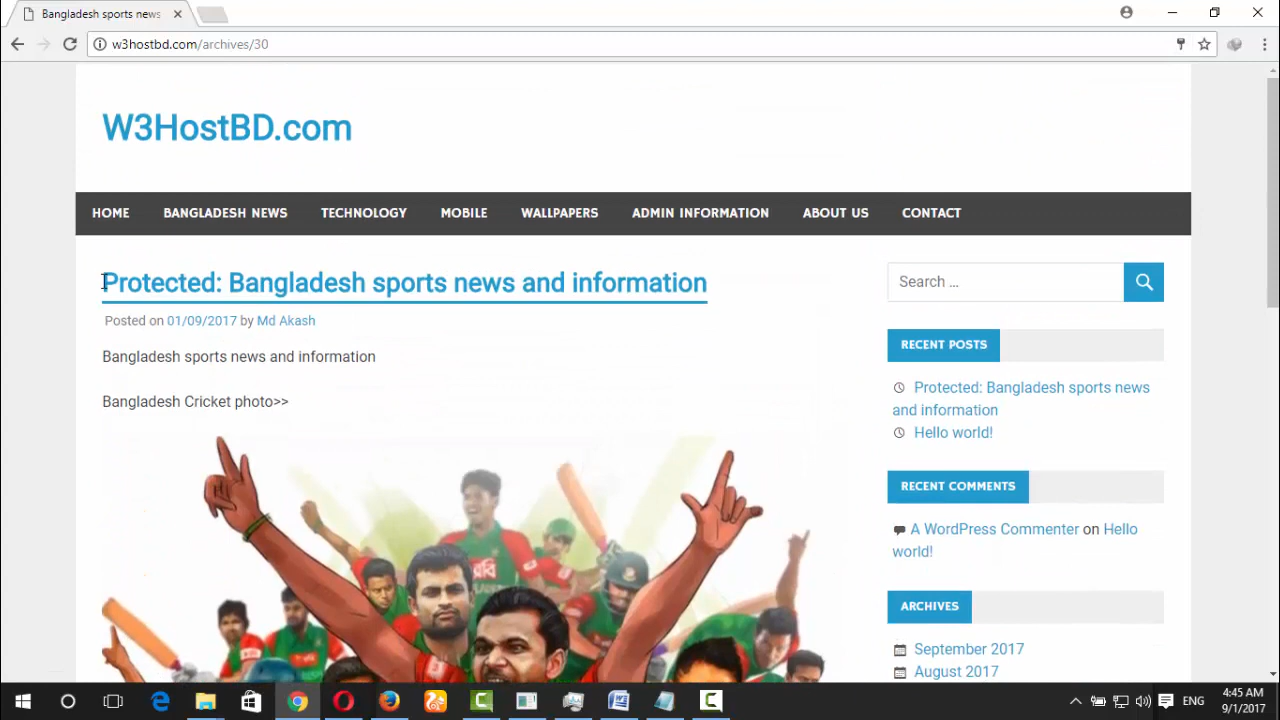 Bangladesh sports news
w3hostbd.com/archives/30
W3HostBD.com
HOME BANGLADESH NEWS TECHNOLOGY MOBILE WALLPAPERS ADMIN INFORMATION ABOUT US CONTACT
Protected: Bangladesh sports news and information
Posted on 01/09/2017 by Md Akash
Bangladesh sports news and information
Bangladesh Cricket photo>>
Search ...
RECENT POSTS
Protected: Bangladesh sports news
and information
Hello world!
RECENT COMMENTS
A WordPress Commenter on Hello
world!
ARCHIVES
September 2017
August 2017
ENG
4:45 AM
9/1/2017